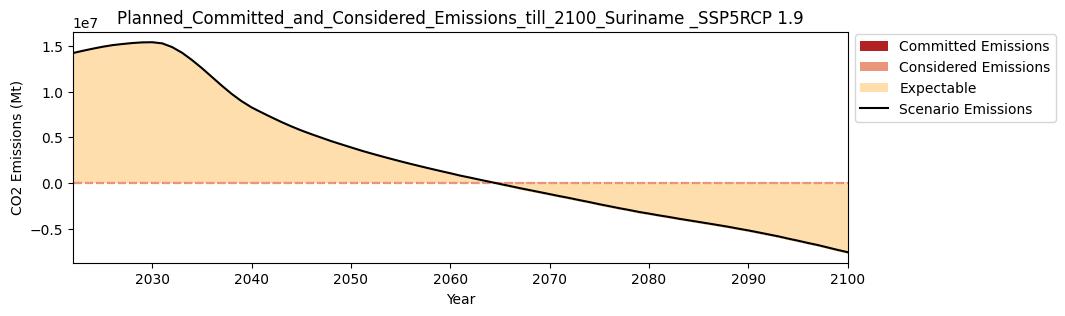 Planned_Committed_and_Considered_Emissions_till_2100_Suriname _SSP5RCP 1.9
1e7
1.5
1.0
0.5
0.0
−0.5
CO2 Emissions (Mt)
2030 2040 2050 2060 2070 2080 2090 2100
Year
Committed Emissions
Considered Emissions
Expectable
Scenario Emissions